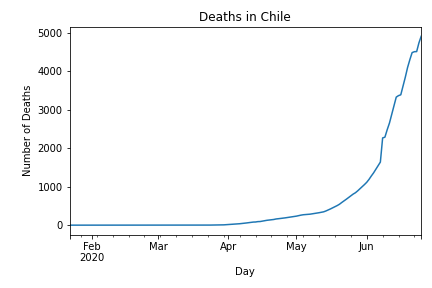 Deaths in Chile
Number of Deaths
5000
4000
3000
2000
1000
0
Feb
2020
Mar
Apr
May
Jun
Day